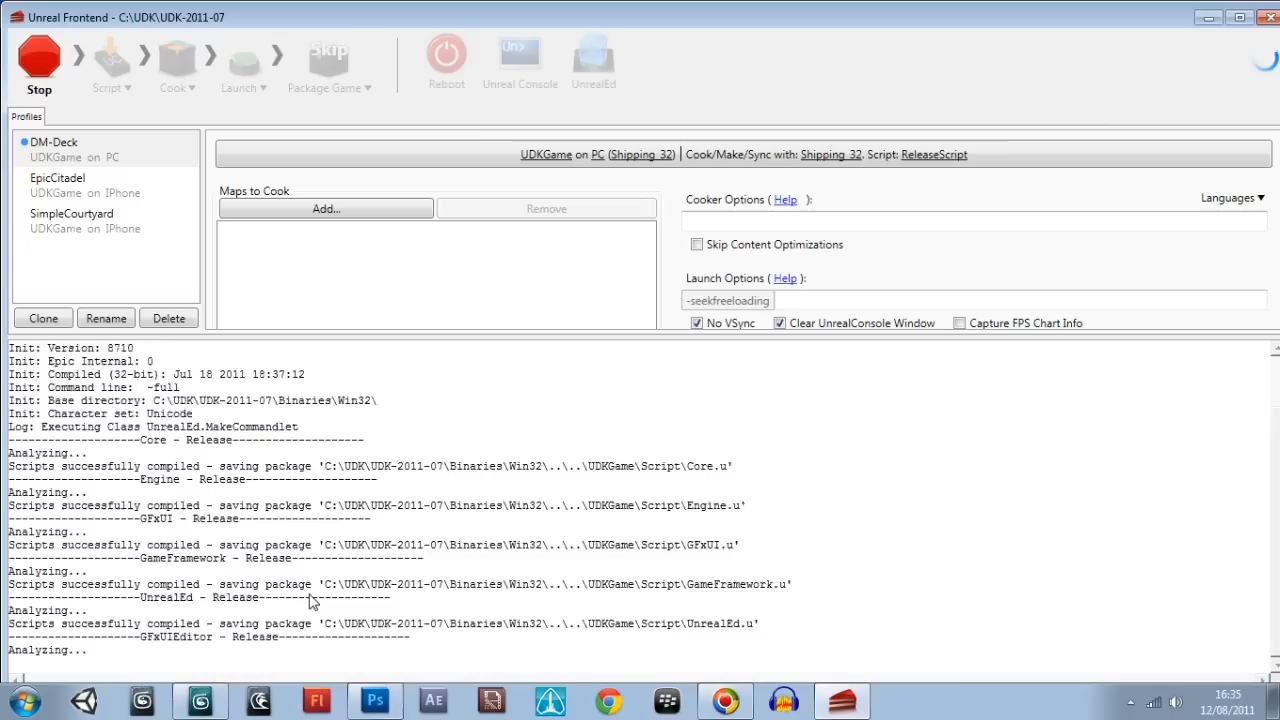 Unreal Frontend - C:\UDK\UDK-2011-07
Stop
Script
Cook
Launch
Skip
Package Game
Reboot
Un>
Unreal Console
UnrealEd
Profiles
DM-Deck
UDKGame on PC
EpicCitadel
UDKGame on IPhone
SimpleCourtyard
UDKGame on IPhone
Clone
Rename
Delete
UDKGame on PC (Shipping_32) | Cook/Make/Sync with: Shipping_32, Script: ReleaseScript
Maps to Cook
Add...
Remove
Cooker Options ( Help ):
Languages
Skip Content Optimizations
Launch Options ( Help ):
-seekfreeloading
No VSync
Clear UnrealConsole Window
Capture FPS Chart Info
Init: Version: 8710
Init: Epic Internal: 0
Init: Compiled (32-bit): Jul 18 2011 18:37:12
Init: Command line:  -full
Init: Base directory: C:\UDK\UDK-2011-07\Binaries\Win32\
Init: Character set: Unicode
Log: Executing Class UnrealEd.MakeCommandlet
--------------------Core - Release--------------------
Analyzing...
Scripts successfully compiled - saving package 'C:\UDK\UDK-2011-07\Binaries\Win32\..\..\UDKGame\Script\Core.u'
--------------------Engine - Release--------------------
Analyzing...
Scripts successfully compiled - saving package 'C:\UDK\UDK-2011-07\Binaries\Win32\..\..\UDKGame\Script\Engine.u'
--------------------GFxUI - Release--------------------
Analyzing...
Scripts successfully compiled - saving package 'C:\UDK\UDK-2011-07\Binaries\Win32\..\..\UDKGame\Script\GFxUI.u'
--------------------GameFramework - Release--------------------
Analyzing...
Scripts successfully compiled - saving package 'C:\UDK\UDK-2011-07\Binaries\Win32\..\..\UDKGame\Script\GameFramework.u'
--------------------UnrealEd - Release--------------------
Analyzing...
Scripts successfully compiled - saving package 'C:\UDK\UDK-2011-07\Binaries\Win32\..\..\UDKGame\Script\UnrealEd.u'
--------------------GFxUIEditor - Release--------------------
Analyzing...
Fl
Ps
AE
16:35
12/08/2011